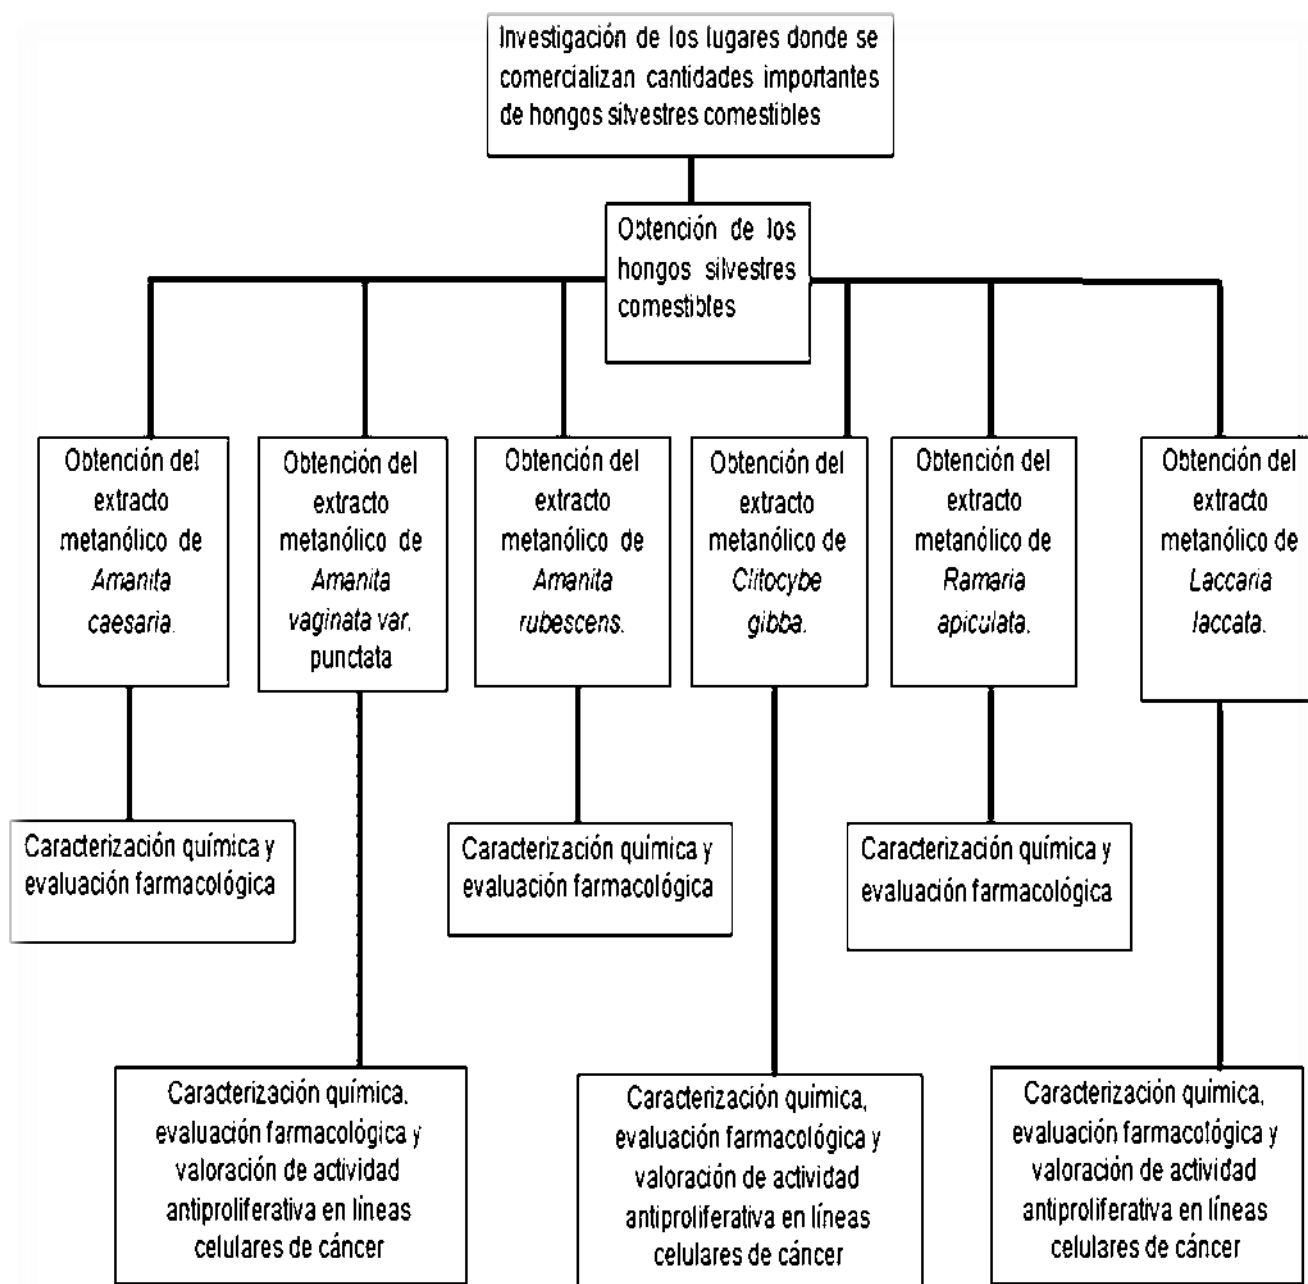 Investigación de los lugares donde se
comercializan cantidades importantes
de hongos silvestres comestibles
Obtención de los
hongos silvestres
comestibles
Obtención del
extracto
metanólico de
Amanita
caesaria.
Obtención del
extracto
metanólico de
Amanita
vaginata var.
punctata
Obtención del
extracto
metanólico de
Amanita
rubescens.
Obtención del
extracto
metanólico de
Clitocybe
gibba.
Obtención del
extracto
metanólico de
Ramaria
apiculata.
Obtención del
extracto
metanólico de
Laccaria
laccata.
Caracterización química y
evaluación farmacológica
Caracterización química y
evaluación farmacológica
Caracterización química y
evaluación farmacológica
Caracterización química,
evaluación farmacológica y
valoración de actividad
antiproliferativa en líneas
celulares de cáncer
Caracterización química,
evaluación farmacológica y
valoración de actividad
antiproliferativa en líneas
celulares de cáncer
Caracterización química,
evaluación farmacológica y
valoración de actividad
antiproliferativa en líneas
celulares de cáncer